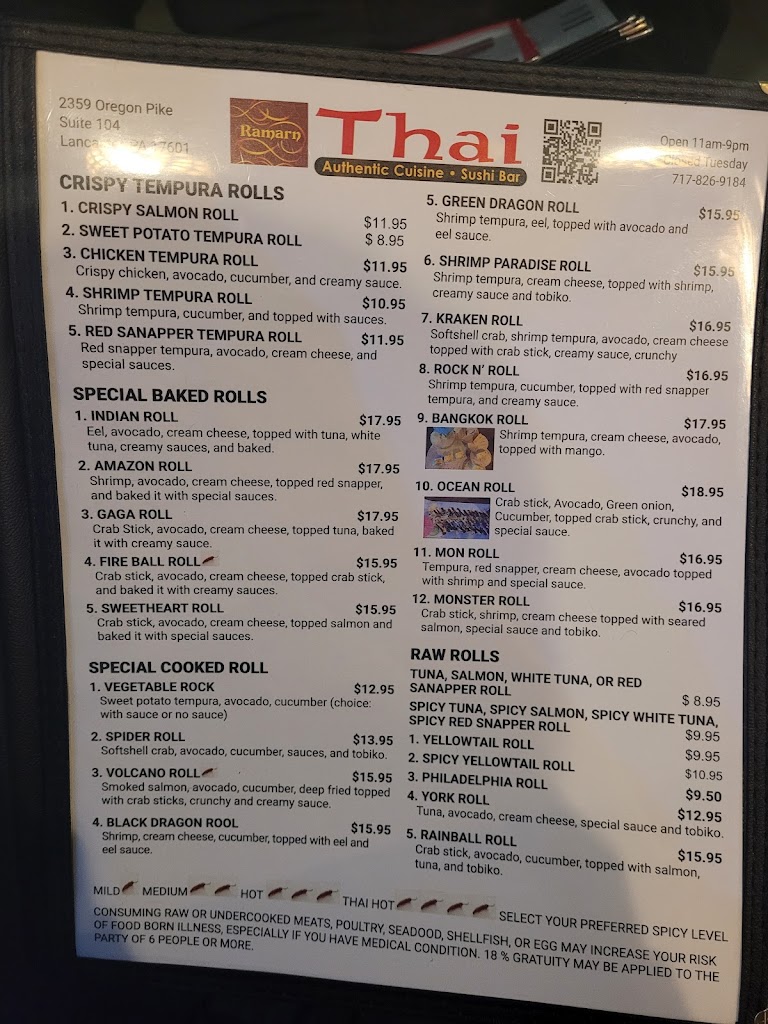 2359 Oregon Pike
Suite 104
Lancaster, PA 17601
Ramarn
Thai
Authentic Cuisine • Sushi Bar
Open 11am-9pm
Closed Tuesday
717-826-9184
CRISPY TEMPURA ROLLS
1. CRISPY SALMON ROLL $11.95
2. SWEET POTATO TEMPURA ROLL $ 8.95
3. CHICKEN TEMPURA ROLL $11.95
Crispy chicken, avocado, cucumber, and creamy sauce.
4. SHRIMP TEMPURA ROLL $10.95
Shrimp tempura, cucumber, and topped with sauces.
5. RED SANAPPER TEMPURA ROLL $11.95
Red snapper tempura, avocado, cream cheese, and
special sauces.
SPECIAL BAKED ROLLS
1. INDIAN ROLL $17.95
Eel, avocado, cream cheese, topped with tuna, white
tuna, creamy sauces, and baked.
2. AMAZON ROLL $17.95
Shrimp, avocado, cream cheese, topped red snapper,
and baked it with special sauces.
3. GAGA ROLL $17.95
Crab Stick, avocado, cream cheese, topped tuna, baked
it with creamy sauce.
4. FIRE BALL ROLL $15.95
Crab stick, avocado, cream cheese, topped crab stick,
and baked it with creamy sauces.
5. SWEETHEART ROLL $15.95
Crab stick, avocado, cream cheese, topped salmon and
baked it with special sauces.
SPECIAL COOKED ROLL
1. VEGETABLE ROCK $12.95
Sweet potato tempura, avocado, cucumber (choice:
with sauce or no sauce)
2. SPIDER ROLL $13.95
Softshell crab, avocado, cucumber, sauces, and tobiko.
3. VOLCANO ROLL $15.95
Smoked salmon, avocado, cucumber, deep fried topped
with crab sticks, crunchy and creamy sauce.
4. BLACK DRAGON ROOL $15.95
Shrimp, cream cheese, cucumber, topped with eel and
eel sauce.
5. GREEN DRAGON ROLL $15.95
Shrimp tempura, eel, topped with avocado and
eel sauce.
6. SHRIMP PARADISE ROLL $15.95
Shrimp tempura, cream cheese, topped with shrimp,
creamy sauce and tobiko.
7. KRAKEN ROLL $16.95
Softshell crab, shrimp tempura, avocado, cream cheese
topped with crab stick, creamy sauce, crunchy
8. ROCK N' ROLL $16.95
Shrimp tempura, cucumber, topped with red snapper
tempura, and creamy sauce.
9. BANGKOK ROLL $17.95
Shrimp tempura, cream cheese, avocado,
topped with mango.
10. OCEAN ROLL $18.95
Crab stick, Avocado, Green onion,
Cucumber, topped crab stick, crunchy, and
special sauce.
11. MON ROLL $16.95
Tempura, red snapper, cream cheese, avocado topped
with shrimp and special sauce.
12. MONSTER ROLL $16.95
Crab stick, shrimp, cream cheese topped with seared
salmon, special sauce and tobiko.
RAW ROLLS
TUNA, SALMON, WHITE TUNA, OR RED
SANAPPER ROLL $ 8.95
SPICY TUNA, SPICY SALMON, SPICY WHITE TUNA,
SPICY RED SNAPPER ROLL $9.95
1. YELLOWTAIL ROLL $9.95
2. SPICY YELLOWTAIL ROLL $10.95
3. PHILADELPHIA ROLL $9.50
4. YORK ROLL $12.95
Tuna, avocado, cream cheese, special sauce and tobiko.
5. RAINBALL ROLL $15.95
Crab stick, avocado, cucumber, topped with salmon,
tuna, and tobiko.
MILD MEDIUM HOT THAI HOT SELECT YOUR PREFERRED SPICY LEVEL
CONSUMING RAW OR UNDERCOOKED MEATS, POULTRY, SEADOOD, SHELLFISH, OR EGG MAY INCREASE YOUR RISK
OF FOOD BORN ILLNESS, ESPECIALLY IF YOU HAVE MEDICAL CONDITION. 18 % GRATUITY MAY BE APPLIED TO THE
PARTY OF 6 PEOPLE OR MORE.